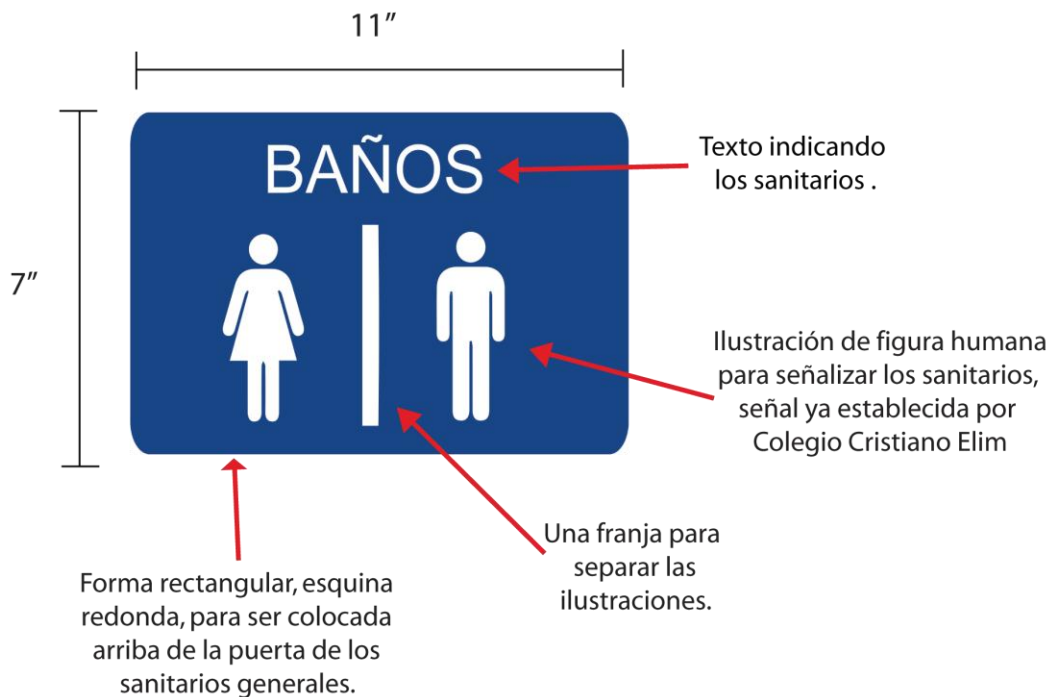 11”
7”
BAÑOS
Texto indicando
los sanitarios .
Ilustración de figura humana
para señalizar los sanitarios,
señal ya establecida por
Colegio Cristiano Elim
Una franja para
separar las
ilustraciones.
Forma rectangular, esquina
redonda, para ser colocada
arriba de la puerta de los
sanitarios generales.